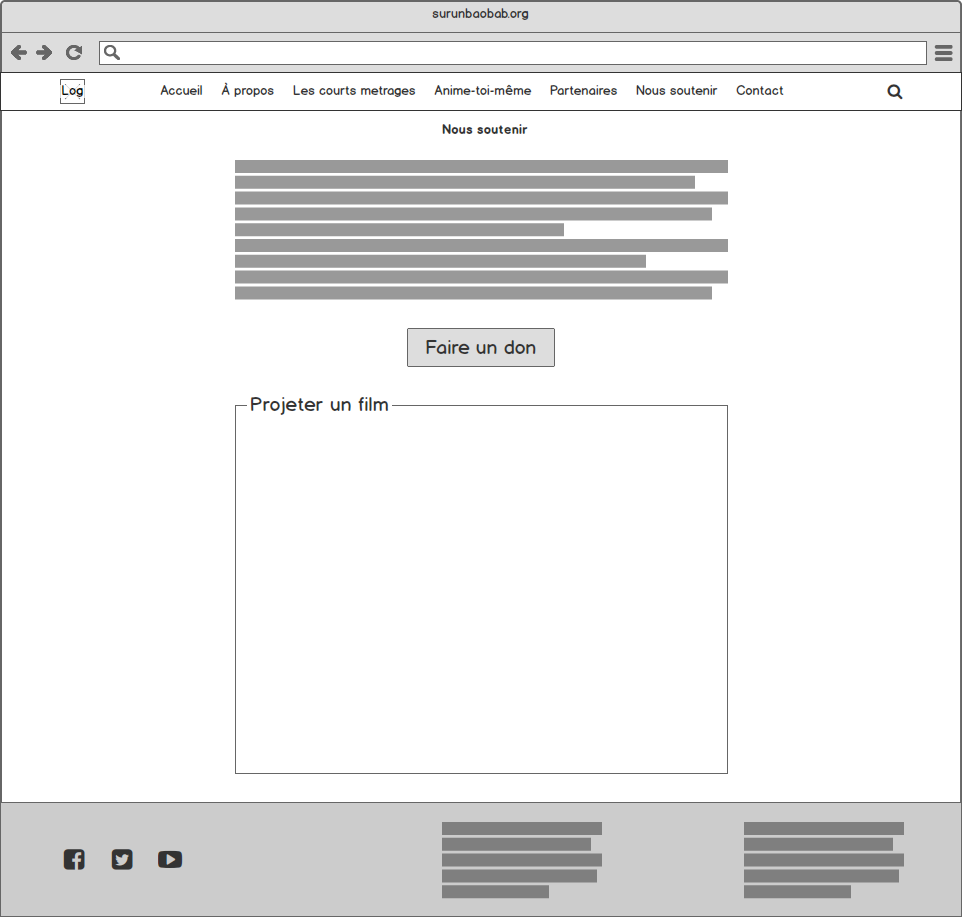 surunbaobab.org
Log Accueil À propos Les courts metrages Anime-toi-même Partenaires Nous soutenir Contact
Nous soutenir
Faire un don
Projeter un film